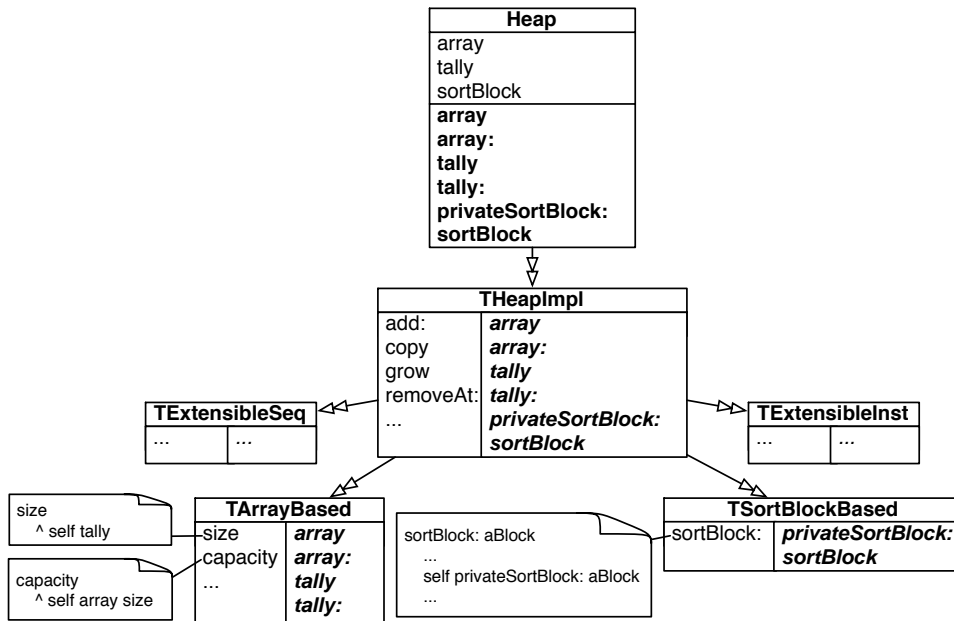 Heap
array
tally
sortBlock
array
array:
tally
tally:
privateSortBlock:
sortBlock
THeapImpl
add: array
copy array:
grow tally
removeAt: tally:
... privateSortBlock:
sortBlock
TExtensibleSeq
... ...
TExtensibleInst
... ...
size
^ self tally
capacity
^ self array size
TArrayBased
size array
capacity array:
... tally
tally:
sortBlock: aBlock
...
self privateSortBlock: aBlock
...
TSortBlockBased
sortBlock: privateSortBlock:
sortBlock